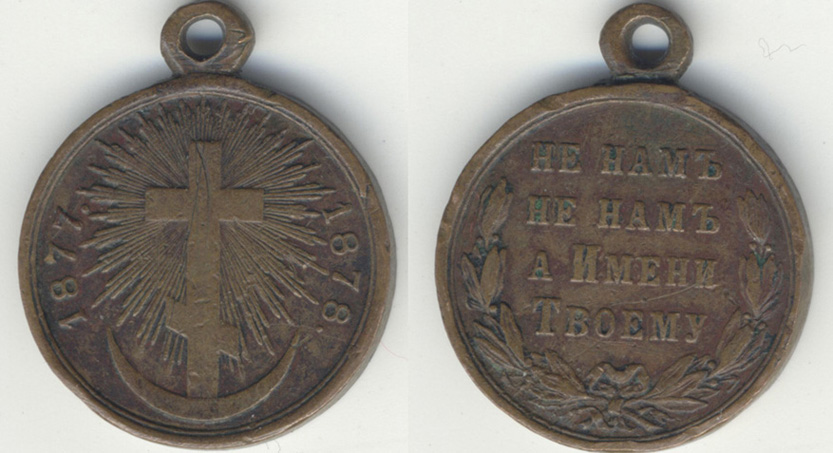 1877.
1878.
НЕ НАМЪ
НЕ НАМЪ
А ИМЕНИ
ТВОЕМУ